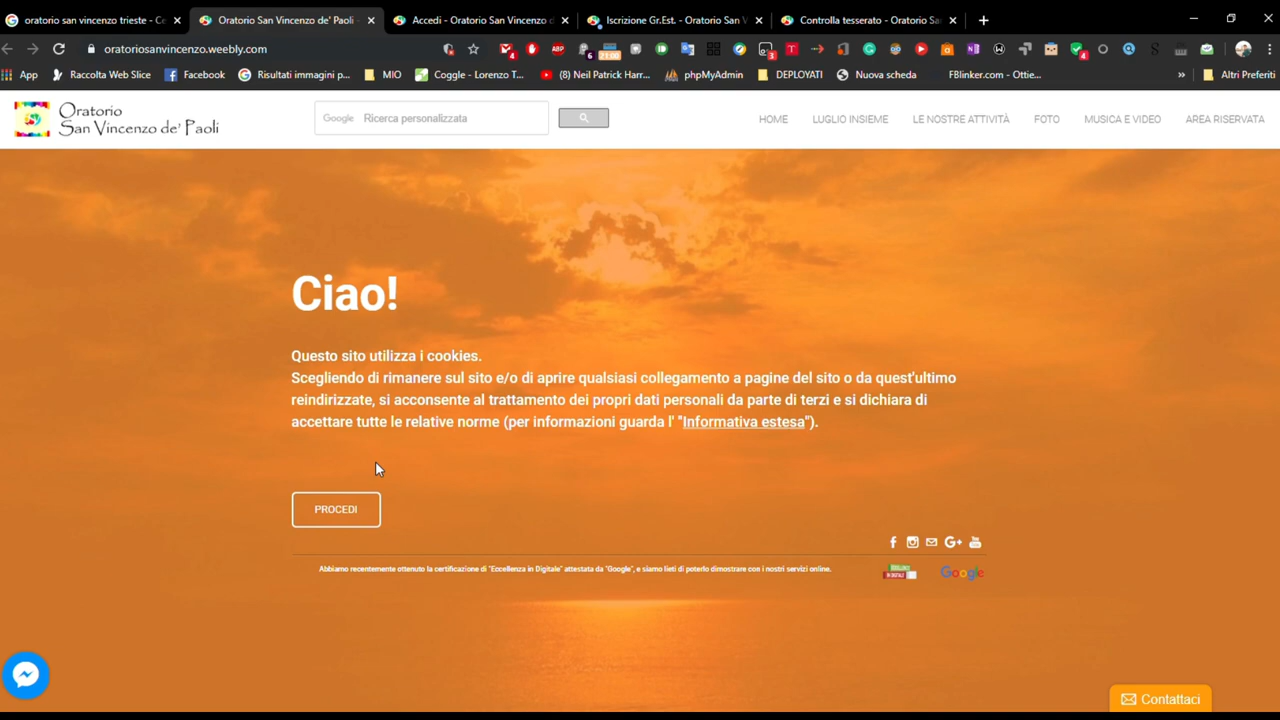 oratorio san vincenzo trieste - Ce
Oratorio San Vincenzo de' Paoli -
Accedi - Oratorio San Vincenzo d
Iscrizione Gr.Est. - Oratorio San V
Controlla tesserato - Oratorio Sa
oratoriosanvincenzo.weebly.com
App
Raccolta Web Slice
Facebook
Risultati immagini p...
MIO
Coggle - Lorenzo T...
(8) Neil Patrick Harr...
phpMyAdmin
DEPLOYATI
Nuova scheda
FBlinker.com - Ottie...
»
Altri Preferiti
Oratorio
San Vincenzo de' Paoli
Google Ricerca personalizzata
HOME
LUGLIO INSIEME
LE NOSTRE ATTIVITÀ
FOTO
MUSICA E VIDEO
AREA RISERVATA
Ciao!
Questo sito utilizza i cookies.
Scegliendo di rimanere sul sito e/o di aprire qualsiasi collegamento a pagine del sito o da quest'ultimo
reindirizzate, si acconsente al trattamento dei propri dati personali da parte di terzi e si dichiara di
accettare tutte le relative norme (per informazioni guarda l' "Informativa estesa").
PROCEDI
Abbiamo recentemente ottenuto la certificazione di "Eccellenza in Digitale" attestata da "Google", e siamo lieti di poterlo dimostrare con i nostri servizi online.
Google
Contattaci